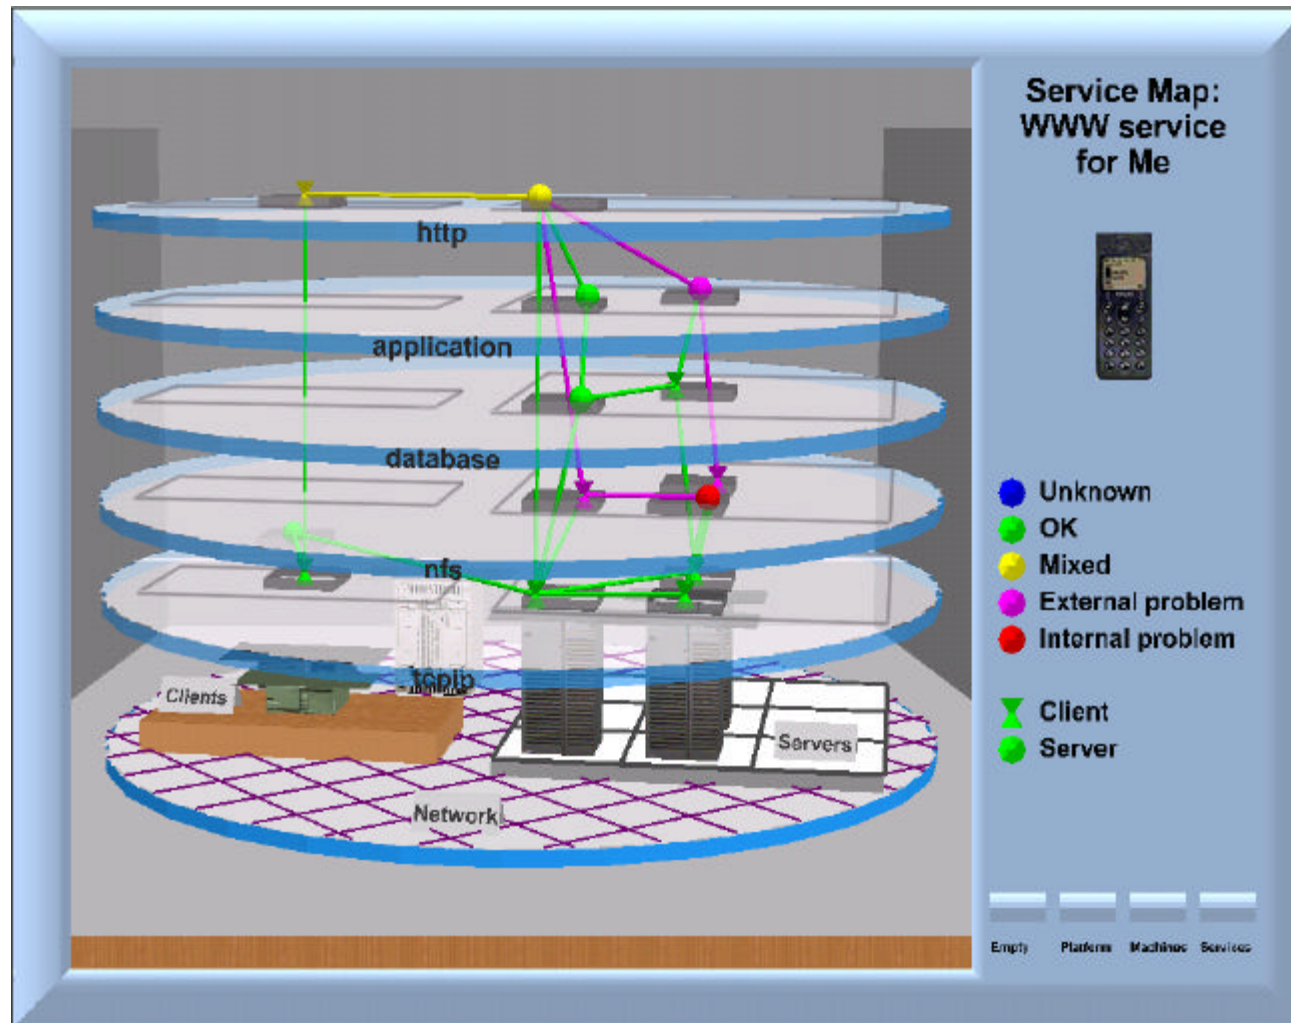 Service Map:
WWW service
for Me
http
application
database
nfs
tcpip
Clients
Servers
Network
Unknown
OK
Mixed
External problem
Internal problem
Client
Server
Empty Platform Machines Services